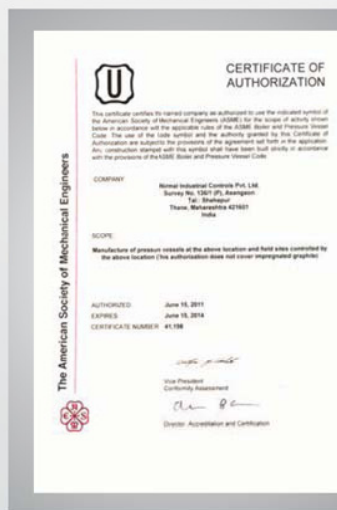 U
CERTIFICATE OF
AUTHORIZATION
This certificate certifies the named company as authorized to use the indicated symbol of
the American Society of Mechanical Engineers (ASME) for the scope of activity shown
below in accordance with the applicable rules of the ASME Boiler and Pressure Vessel
Code. The use of the code symbol and the authority granted by this Certificate of
Authorization are subject to the provisions of the agreement set forth in the application.
Any construction stamped with this symbol shall have been built strictly in accordance
with the provisions of the ASME Boiler and Pressure Vessel Code.
COMPANY
Nirmal Industrial Controls Pvt. Ltd.
Survey No. 136/1 (P), Asangaon
Tal: Shahapur
Thane, Maharashtra 421601
India
SCOPE
Manufacture of pressure vessels at the above location and field sites controlled by
the above location (This authorization does not cover impregnated graphite)
AUTHORIZED June 15, 2011
EXPIRES June 15, 2014
CERTIFICATE NUMBER 41,198
Vice President
Conformity Assessment
Director, Accreditation and Certification
The American Society of Mechanical Engineers